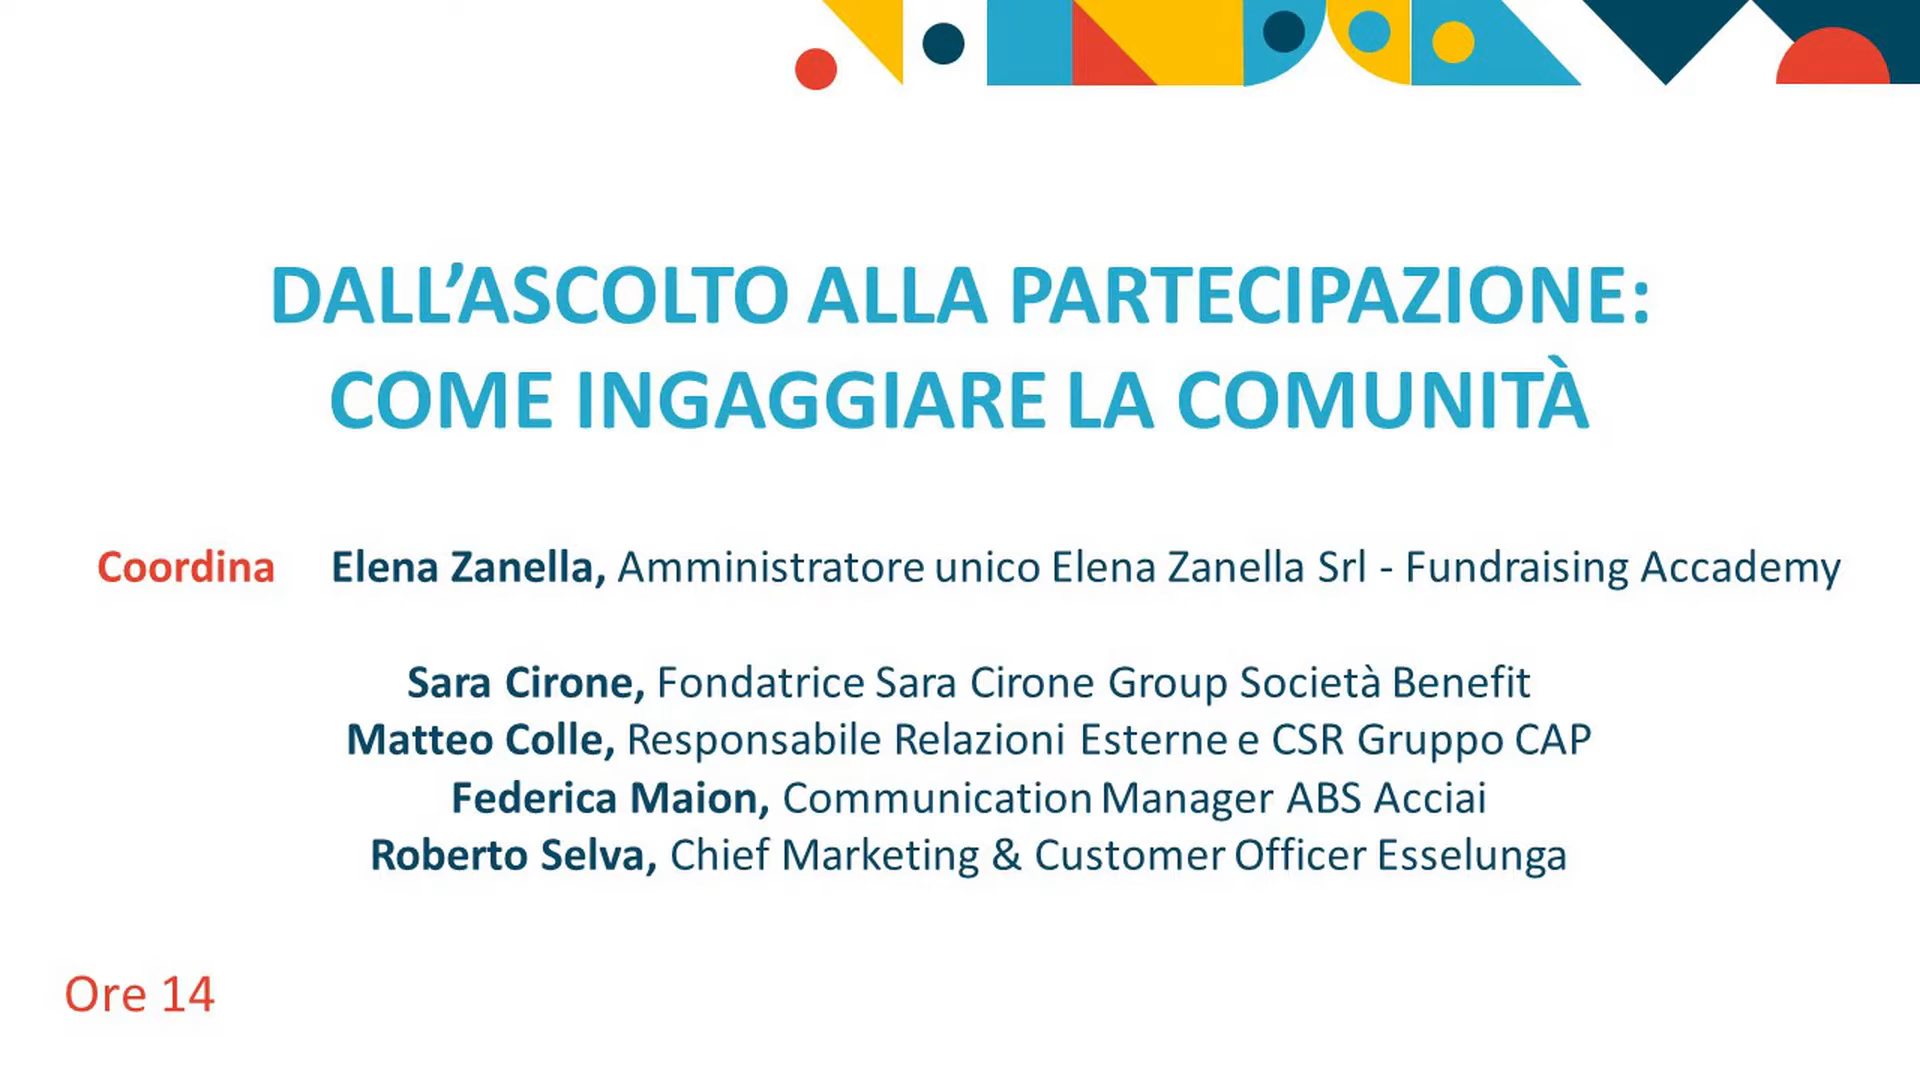 DALL’ASCOLTO ALLA PARTECIPAZIONE:
COME INGAGGIARE LA COMUNITÀ
Coordina Elena Zanella, Amministratore unico Elena Zanella Srl - Fundraising Accademy
Sara Cirone, Fondatrice Sara Cirone Group Società Benefit
Matteo Colle, Responsabile Relazioni Esterne e CSR Gruppo CAP
Federica Maion, Communication Manager ABS Acciai
Roberto Selva, Chief Marketing & Customer Officer Esselunga
Ore 14